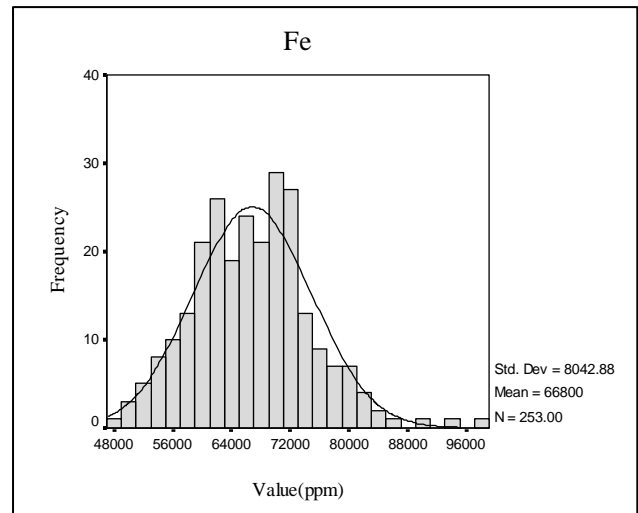 Fe
40
30
20
10
0
Frequency
48000 56000 64000 72000 80000 88000 96000
Value(ppm)
Std. Dev = 8042.88
Mean = 66800
N = 253.00